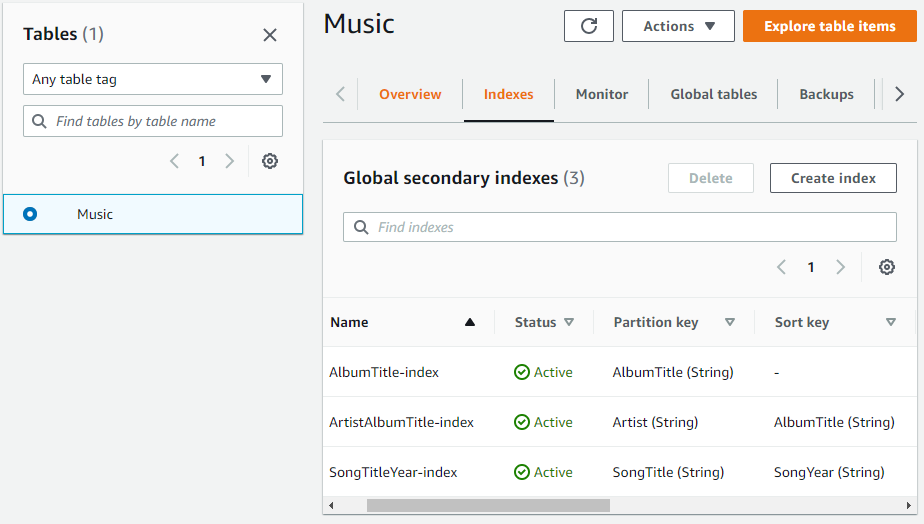 Tables (1)
Any table tag
Find tables by table name
1
Music
Music
Actions
Explore table items
Overview
Indexes
Monitor
Global tables
Backups
Global secondary indexes (3)
Delete
Create index
Find indexes
1
Name Status Partition key Sort key
AlbumTitle-index Active AlbumTitle (String) -
ArtistAlbumTitle-index Active Artist (String) AlbumTitle (String)
SongTitleYear-index Active SongTitle (String) SongYear (String)